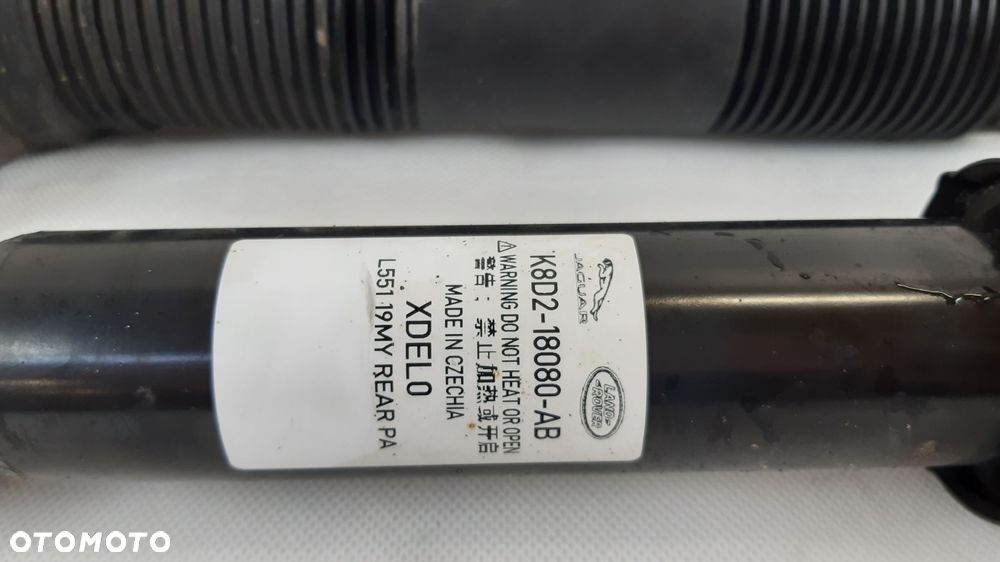 JAGUAR
LAND
ROVER
K8D2-18080-AB
⚠WARNING DO NOT HEAT OR OPEN
警告：禁止加热或开启
MADE IN CZECHIA
XDEL0
L551 19MY REAR PA
OTOMOTO